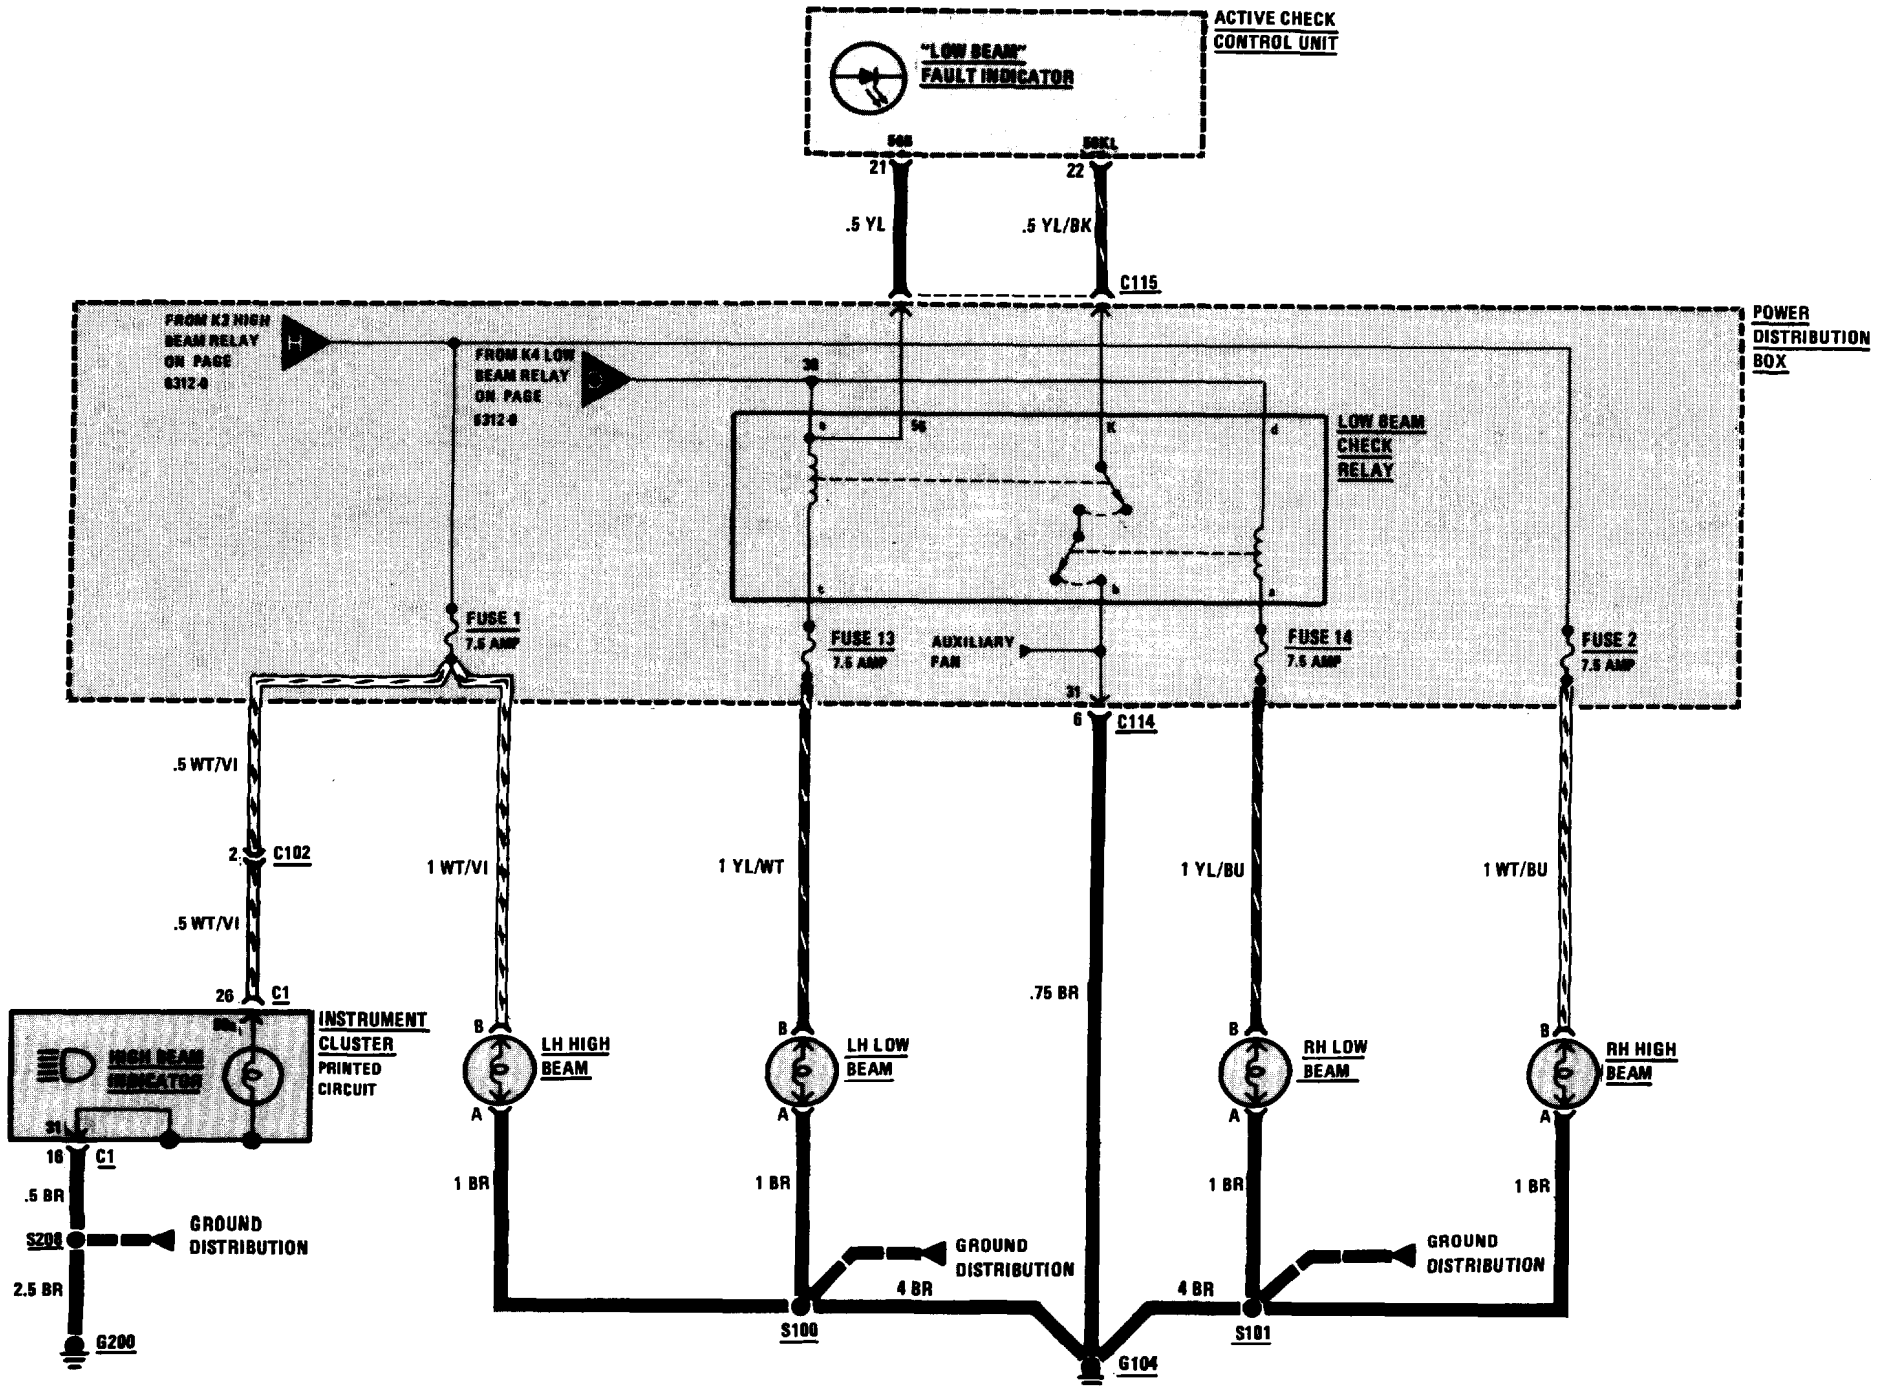 ACTIVE CHECK
CONTROL UNIT
"LOW BEAM"
FAULT INDICATOR
21
22
.5 YL
.5 YL/BK
C115
POWER
DISTRIBUTION
BOX
FROM K3 HIGH
BEAM RELAY
ON PAGE
H
FROM K4 LOW
BEAM RELAY
ON PAGE
56
K
d
LOW BEAM
CHECK
RELAY
b
a
FUSE 1
7.5 AMP
FUSE 13
7.5 AMP
AUXILIARY
FAN
FUSE 14
7.5 AMP
FUSE 2
7.5 AMP
31
6
C114
.5 WT/VI
2
C102
1 WT/VI
1 YL/WT
1 YL/BU
1 WT/BU
.5 WT/VI
.75 BR
26
C1
INSTRUMENT
CLUSTER
PRINTED
CIRCUIT
HIGH BEAM
INDICATOR
B
LH HIGH
BEAM
A
B
LH LOW
BEAM
A
B
RH LOW
BEAM
A
B
RH HIGH
BEAM
A
16
C1
.5 BR
1 BR
1 BR
1 BR
1 BR
S208
GROUND
DISTRIBUTION
GROUND
DISTRIBUTION
GROUND
DISTRIBUTION
2.5 BR
4 BR
4 BR
S100
S101
G200
G104